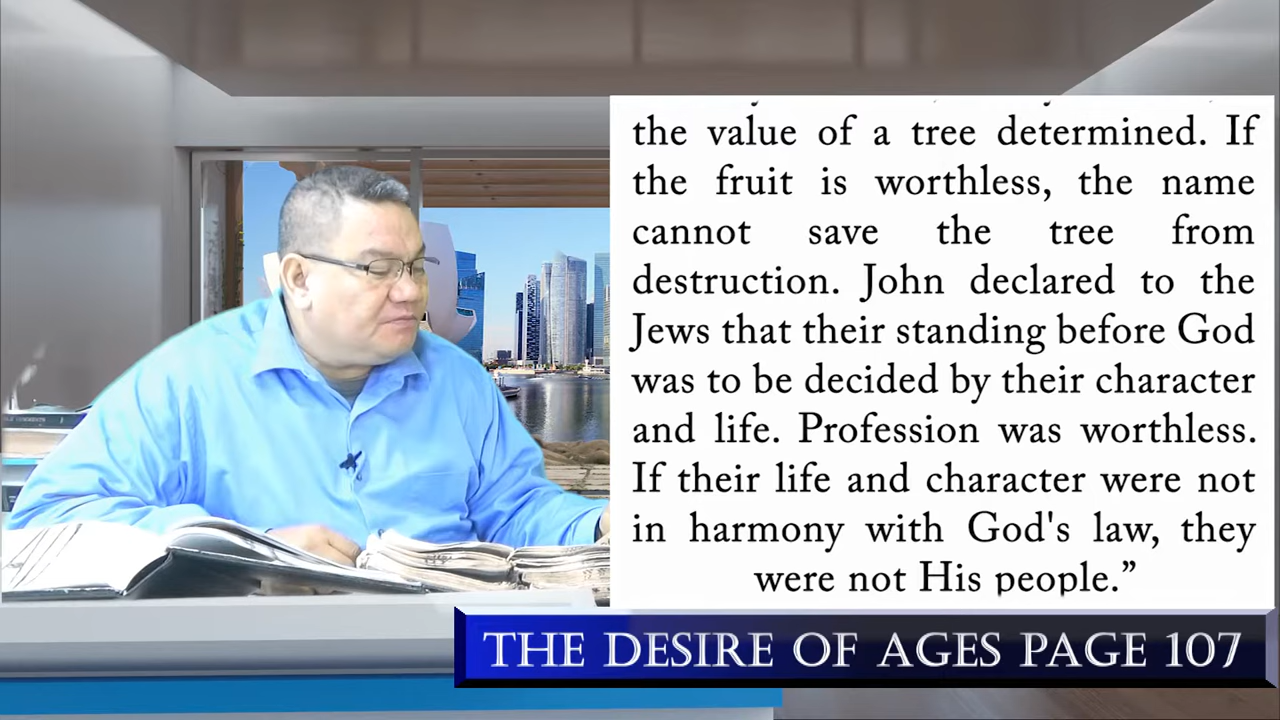 the value of a tree determined. If
the fruit is worthless, the name
cannot save the tree from
destruction. John declared to the
Jews that their standing before God
was to be decided by their character
and life. Profession was worthless.
If their life and character were not
in harmony with God's law, they
were not His people.”
THE DESIRE OF AGES PAGE 107